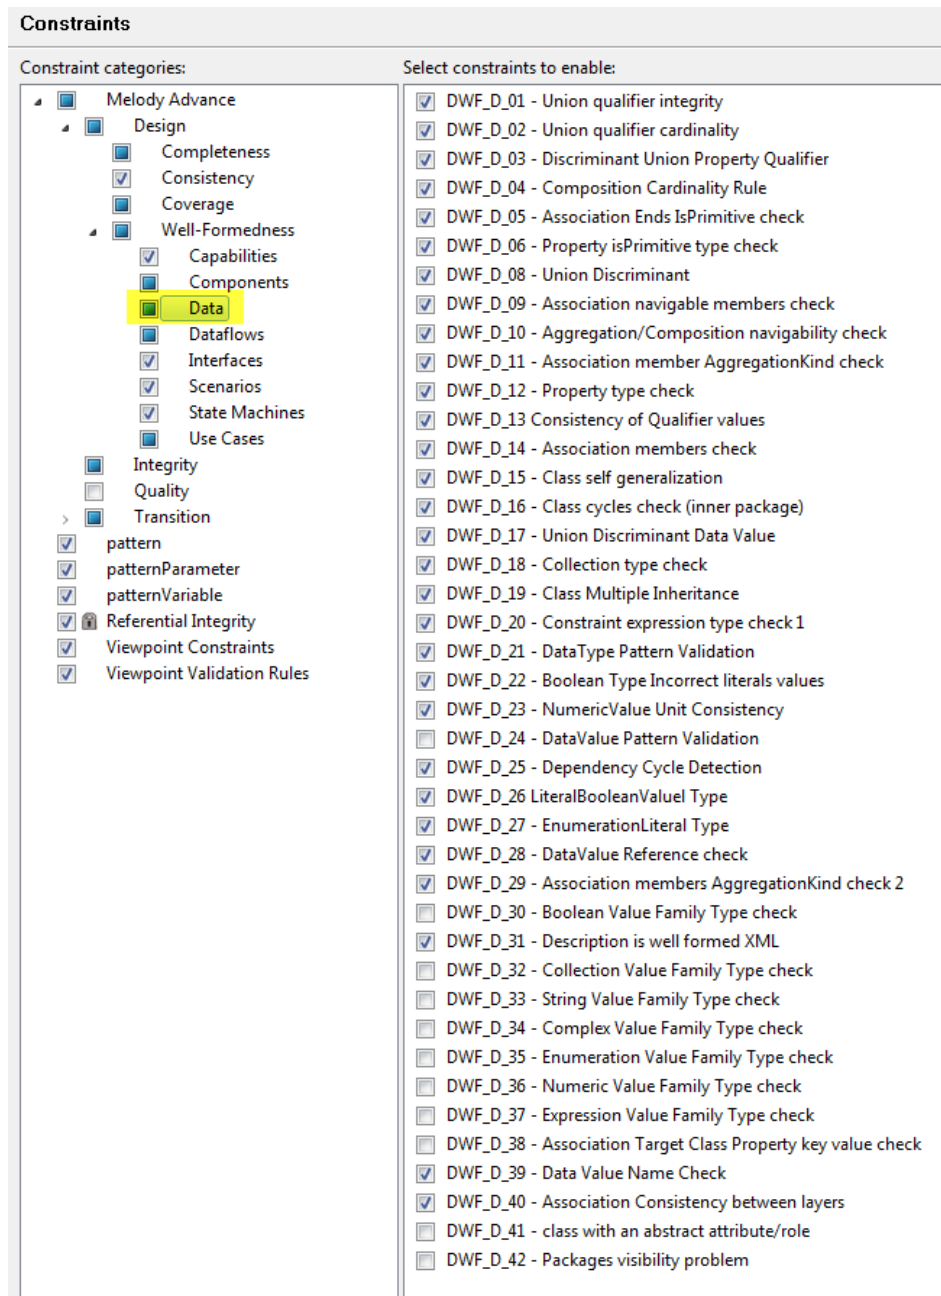 Constraints
Constraint categories:
Melody Advance
Design
Completeness
Consistency
Coverage
Well-Formedness
Capabilities
Components
Data
Dataflows
Interfaces
Scenarios
State Machines
Use Cases
Integrity
Quality
Transition
pattern
patternParameter
patternVariable
Referential Integrity
Viewpoint Constraints
Viewpoint Validation Rules
Select constraints to enable:
DWF_D_01 - Union qualifier integrity
DWF_D_02 - Union qualifier cardinality
DWF_D_03 - Discriminant Union Property Qualifier
DWF_D_04 - Composition Cardinality Rule
DWF_D_05 - Association Ends IsPrimitive check
DWF_D_06 - Property isPrimitive type check
DWF_D_08 - Union Discriminant
DWF_D_09 - Association navigable members check
DWF_D_10 - Aggregation/Composition navigability check
DWF_D_11 - Association member AggregationKind check
DWF_D_12 - Property type check
DWF_D_13 Consistency of Qualifier values
DWF_D_14 - Association members check
DWF_D_15 - Class self generalization
DWF_D_16 - Class cycles check (inner package)
DWF_D_17 - Union Discriminant Data Value
DWF_D_18 - Collection type check
DWF_D_19 - Class Multiple Inheritance
DWF_D_20 - Constraint expression type check 1
DWF_D_21 - DataType Pattern Validation
DWF_D_22 - Boolean Type Incorrect literals values
DWF_D_23 - NumericValue Unit Consistency
DWF_D_24 - DataValue Pattern Validation
DWF_D_25 - Dependency Cycle Detection
DWF_D_26 LiteralBooleanValuel Type
DWF_D_27 - EnumerationLiteral Type
DWF_D_28 - DataValue Reference check
DWF_D_29 - Association members AggregationKind check 2
DWF_D_30 - Boolean Value Family Type check
DWF_D_31 - Description is well formed XML
DWF_D_32 - Collection Value Family Type check
DWF_D_33 - String Value Family Type check
DWF_D_34 - Complex Value Family Type check
DWF_D_35 - Enumeration Value Family Type check
DWF_D_36 - Numeric Value Family Type check
DWF_D_37 - Expression Value Family Type check
DWF_D_38 - Association Target Class Property key value check
DWF_D_39 - Data Value Name Check
DWF_D_40 - Association Consistency between layers
DWF_D_41 - class with an abstract attribute/role
DWF_D_42 - Packages visibility problem